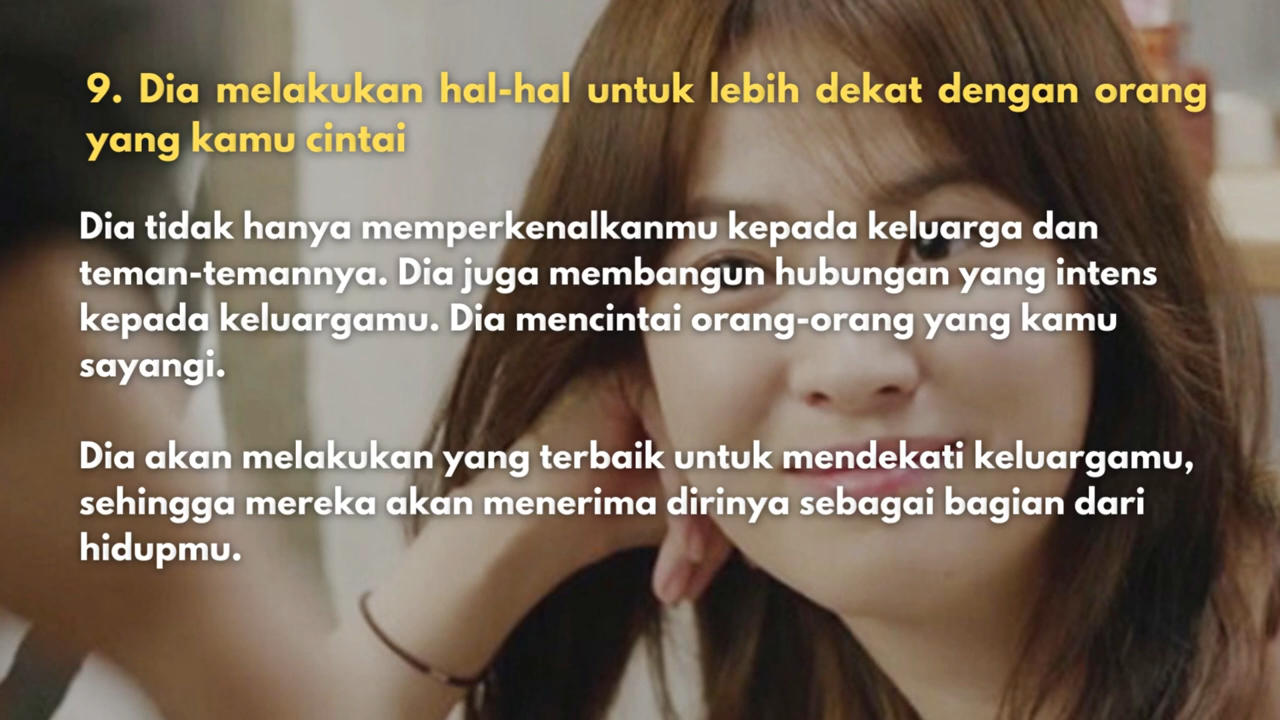 9. Dia melakukan hal-hal untuk lebih dekat dengan orang
yang kamu cintai
Dia tidak hanya memperkenalkanmu kepada keluarga dan
teman-temannya. Dia juga membangun hubungan yang intens
kepada keluargamu. Dia mencintai orang-orang yang kamu
sayangi.
Dia akan melakukan yang terbaik untuk mendekati keluargamu,
sehingga mereka akan menerima dirinya sebagai bagian dari
hidupmu.